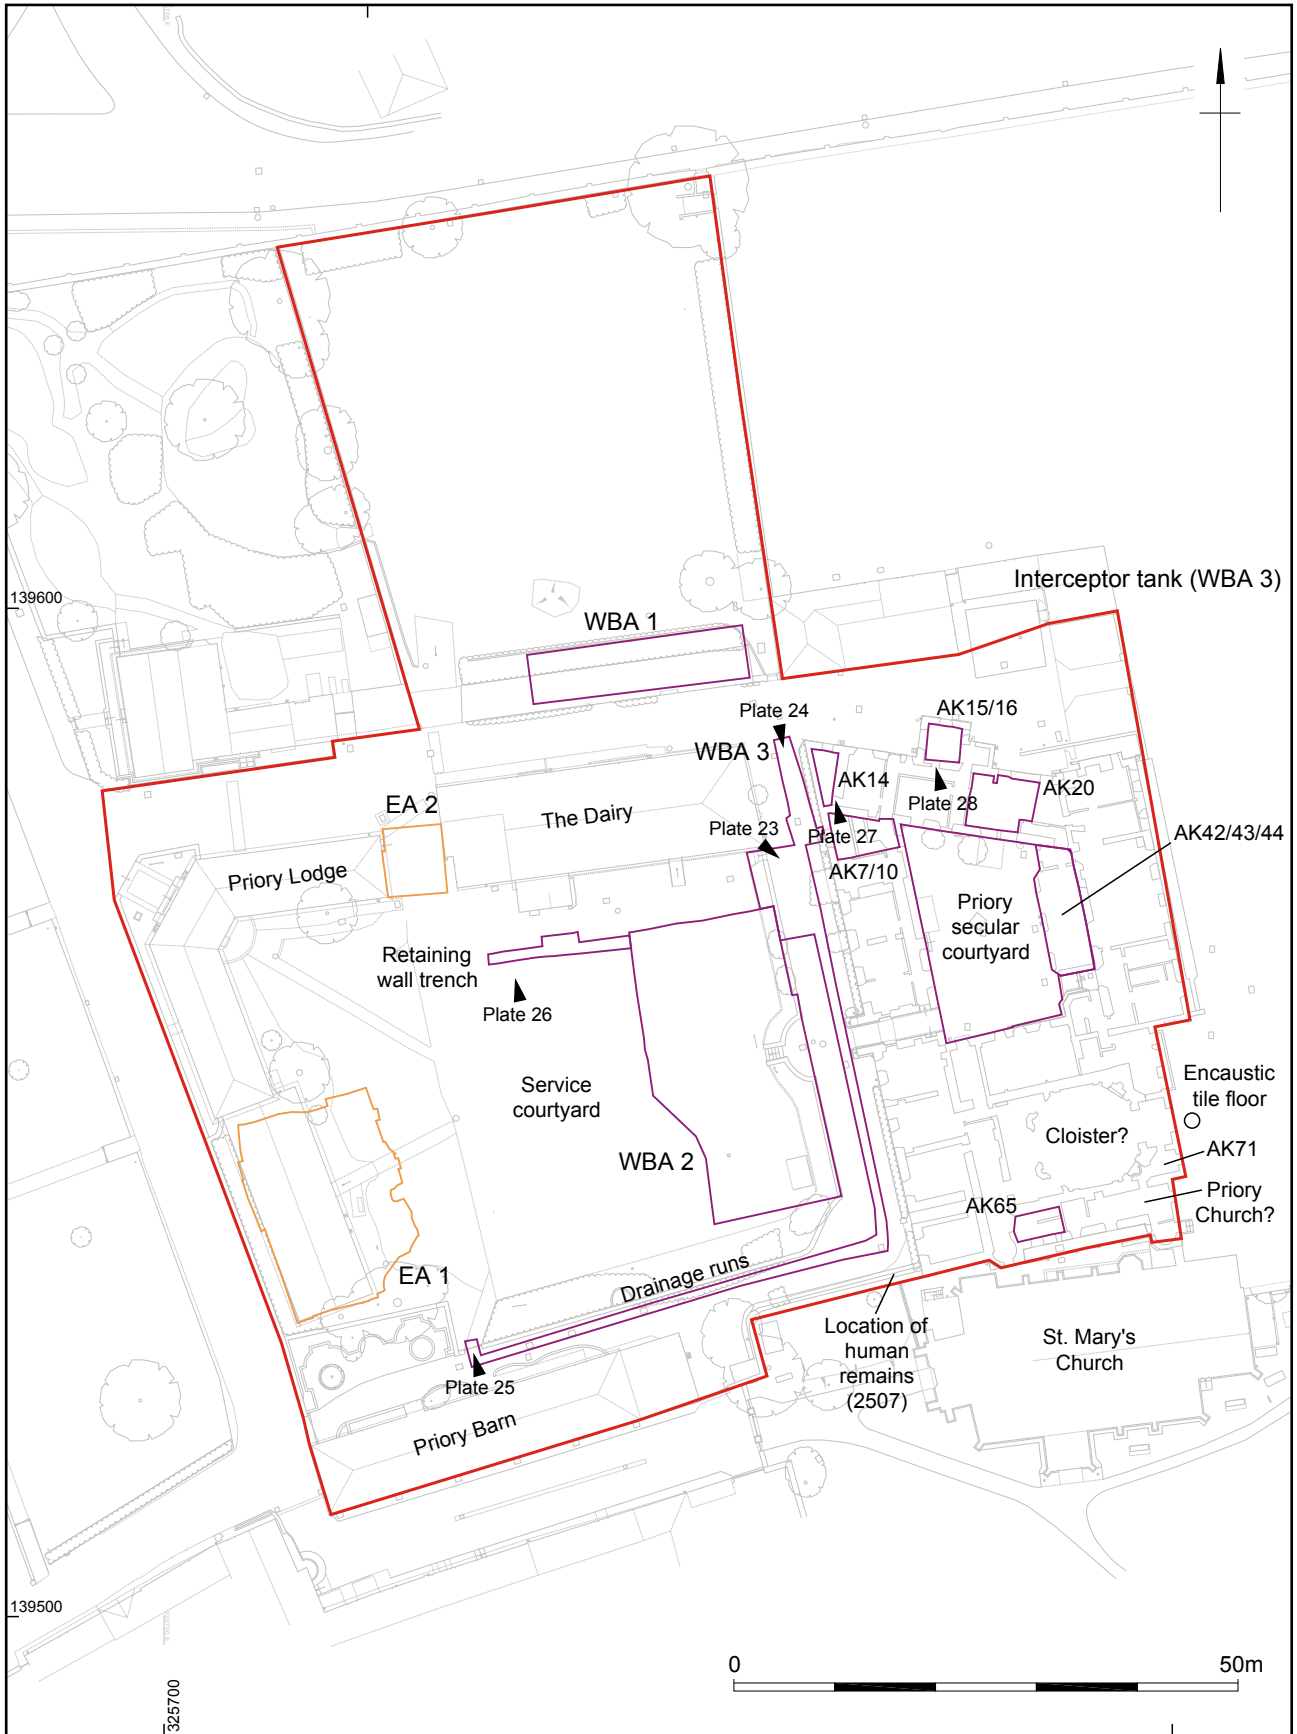 139600
Interceptor tank (WBA 3)
WBA 1
Plate 24
AK15/16
WBA 3
AK14
AK20
Plate 28
EA 2
The Dairy
Plate 23
Plate 27
AK42/43/44
Priory Lodge
AK7/10
Priory
secular
courtyard
Retaining
wall trench
Plate 26
Service
courtyard
Encaustic
tile floor
Cloister?
AK71
WBA 2
Priory
Church?
AK65
EA 1
Drainage runs
Location of
human
remains
(2507)
St. Mary's
Church
Plate 25
Priory Barn
139500
0
50m
325700